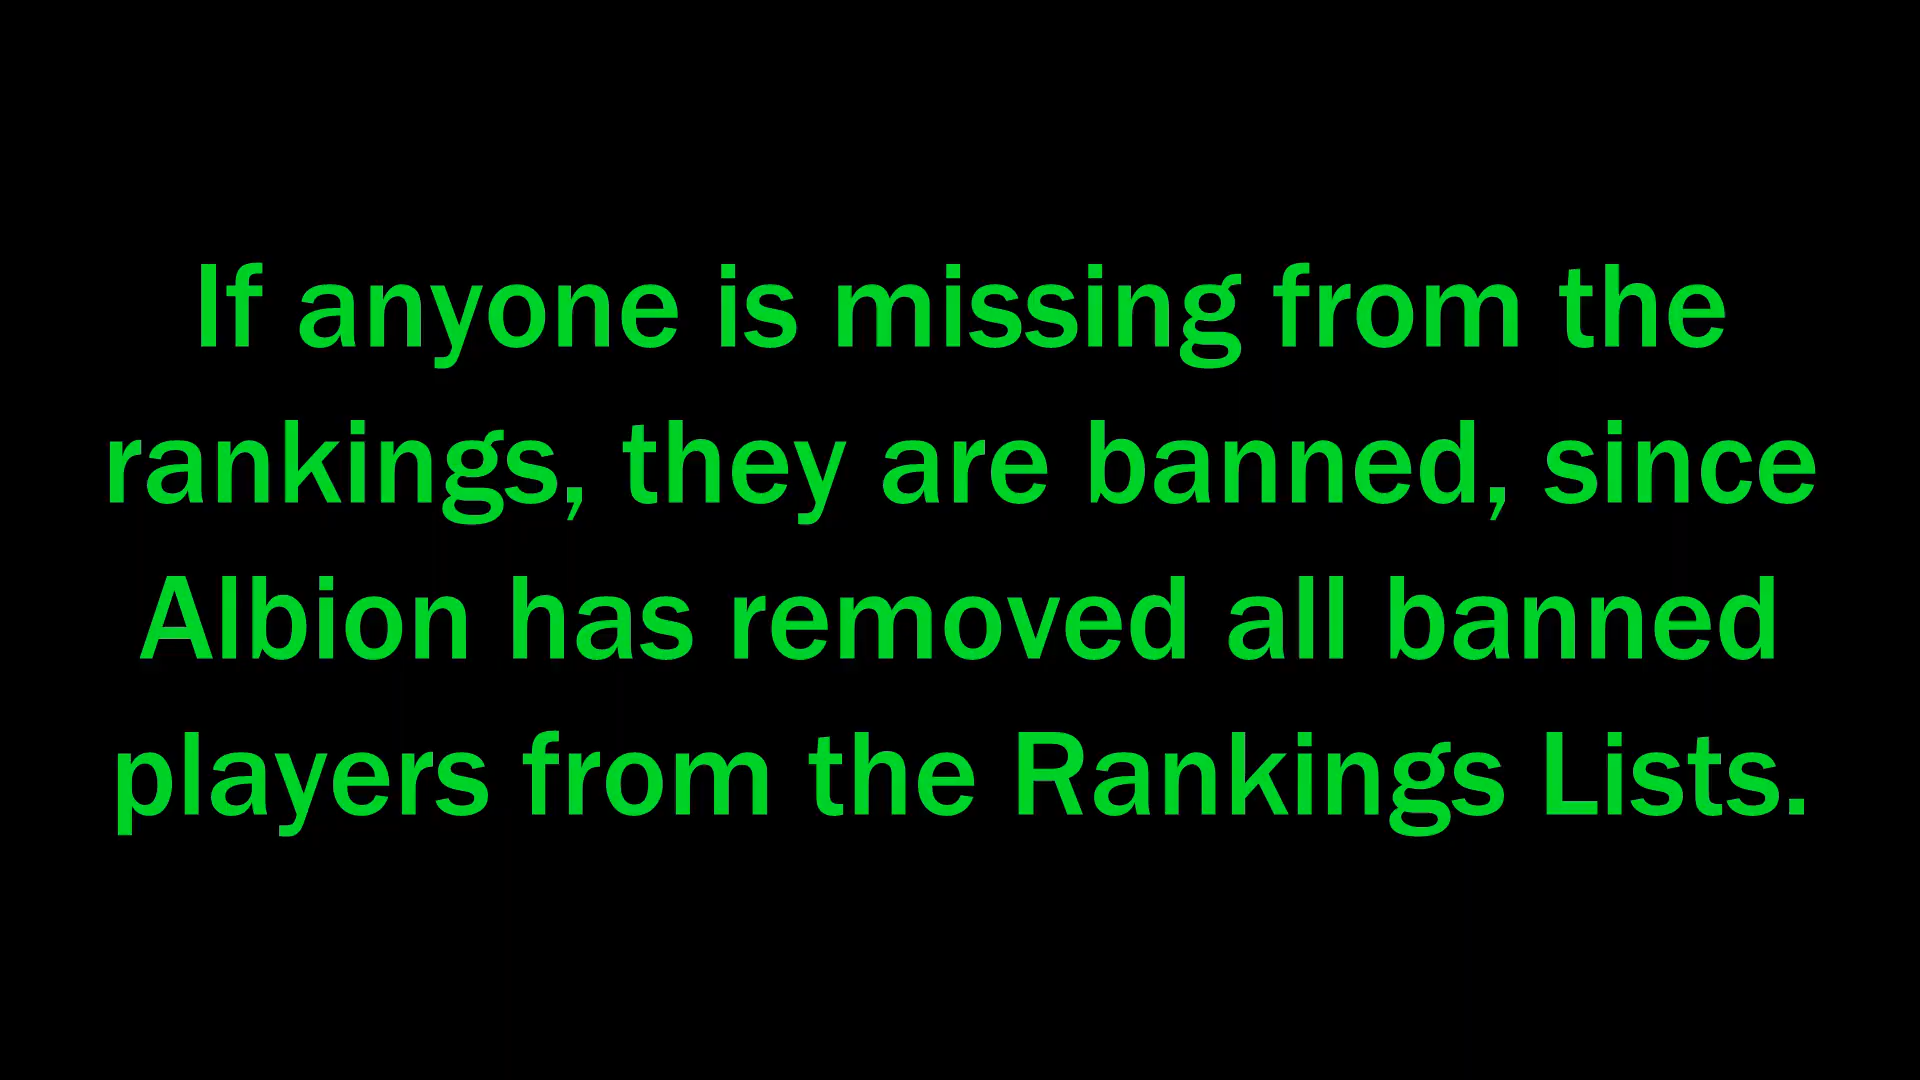 If anyone is missing from the
rankings, they are banned, since
Albion has removed all banned
players from the Rankings Lists.